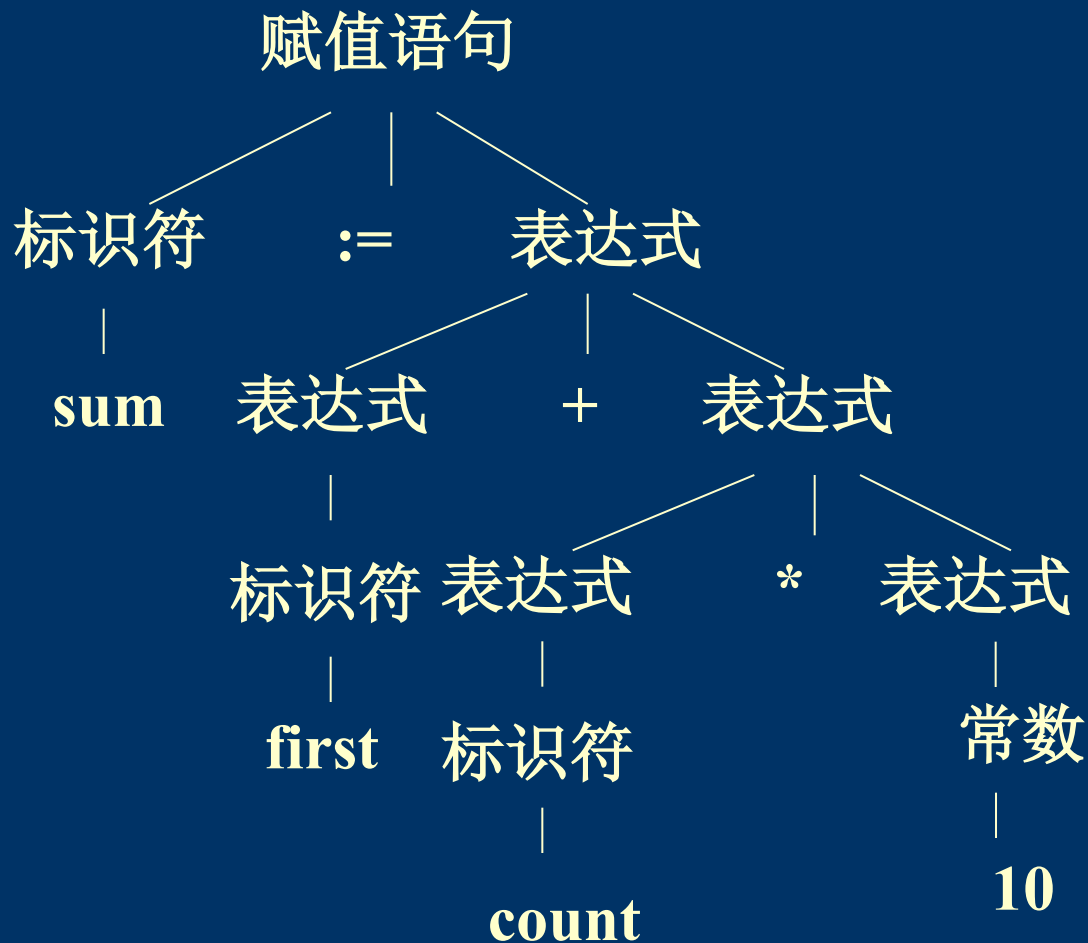 赋值语句
标识符 := 表达式
sum 表达式 + 表达式
标识符 表达式 * 表达式
first 标识符 常数
count 10